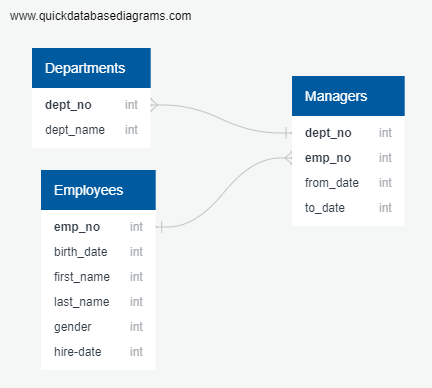 www.quickdatabasediagrams.com
Departments
dept_no int
dept_name int
Managers
dept_no int
emp_no int
from_date int
to_date int
Employees
emp_no int
birth_date int
first_name int
last_name int
gender int
hire-date int